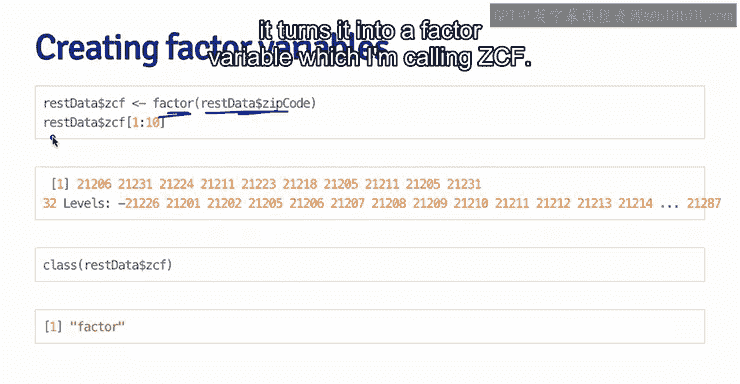 it turns it into a factor
variable which I'm calling ZCF.
Creating factor variables
restData$zcf <- factor(restData$zipCode)
restData$zcf[1:10]
[1] 21206 21231 21224 21211 21223 21218 21205 21211 21205 21231
32 Levels: -21226 21201 21202 21205 21206 21207 21208 21209 21210 21211 21212 21213 21214 ... 21287
class(restData$zcf)
[1] "factor"